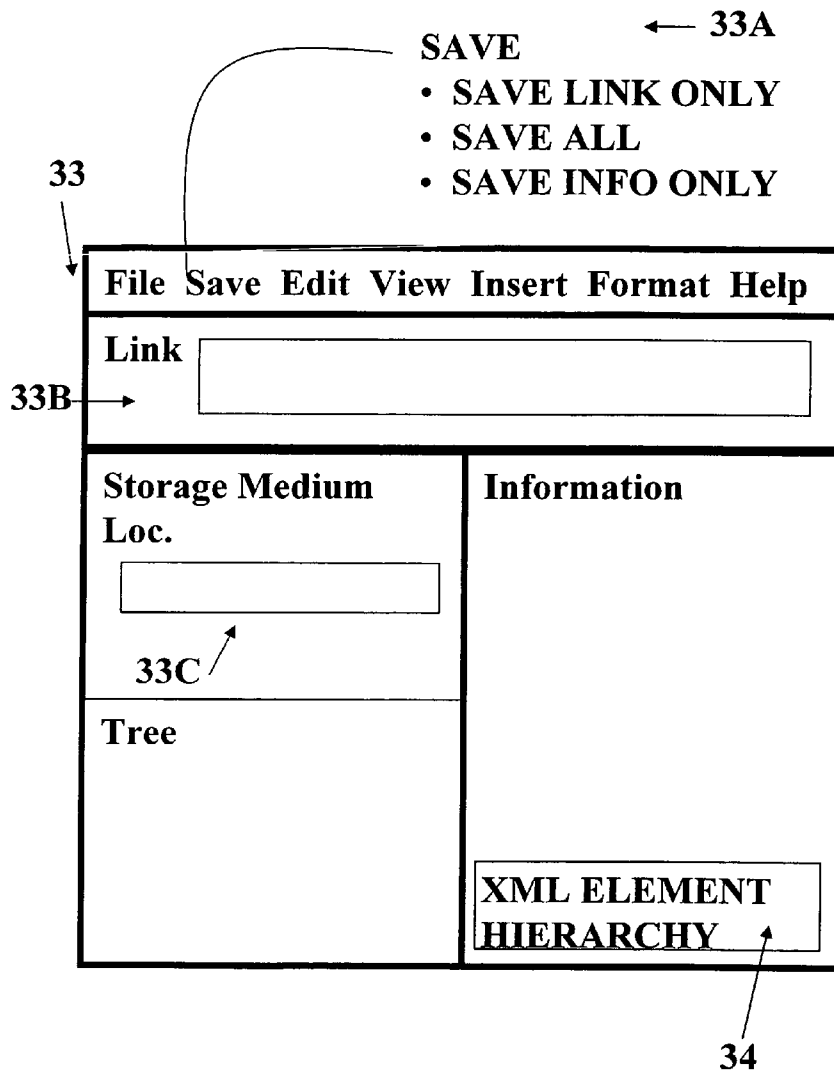 33A
SAVE
• SAVE LINK ONLY
• SAVE ALL
• SAVE INFO ONLY
33
File Save Edit View Insert Format Help
Link
33B
Storage Medium
Loc.
33C
Tree
Information
XML ELEMENT
HIERARCHY
34